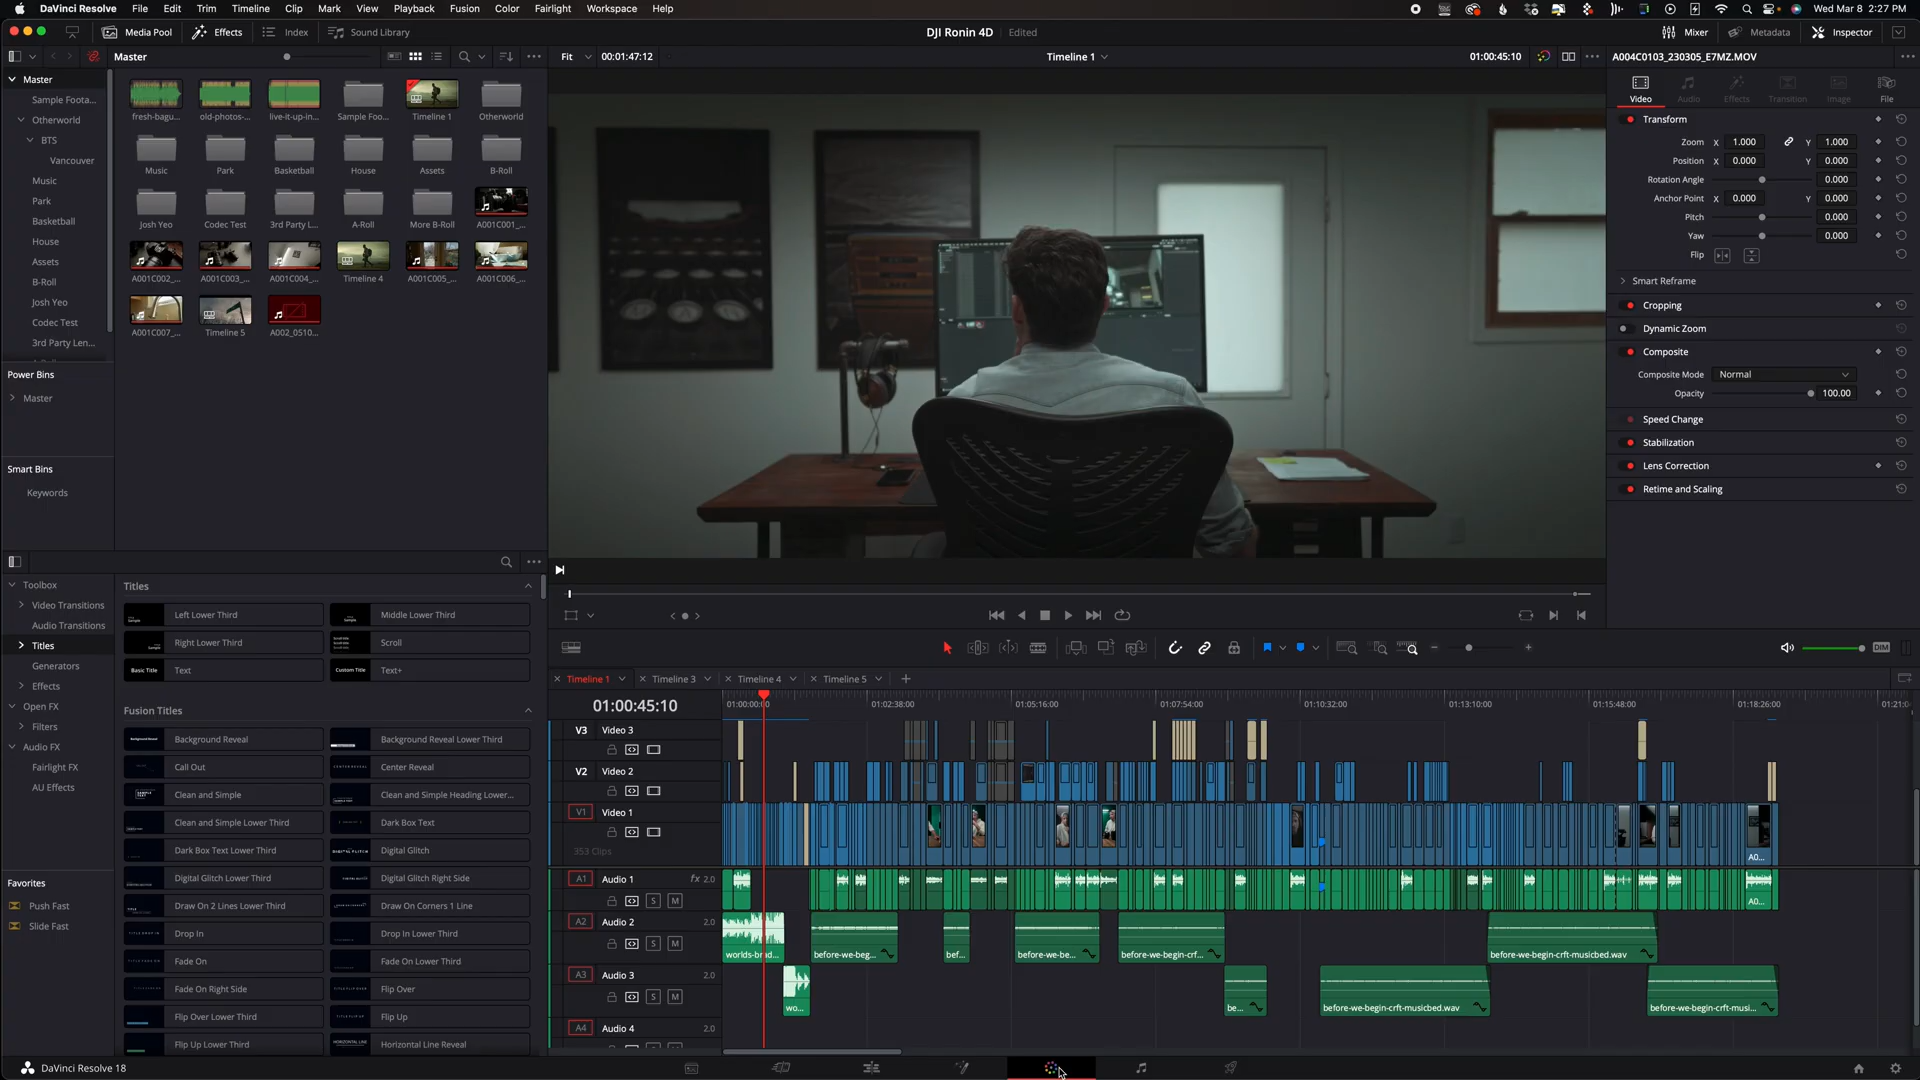 DaVinci Resolve File Edit Trim Timeline Clip Mark View Playback Fusion Color Fairlight Workspace Help Wed Mar 8 2:27 PM
Media Pool Effects Index Sound Library DJI Ronin 4D Edited Mixer Metadata Inspector
Master Fit 00:01:47:12 Timeline 1 01:00:45:10 A004C0103_230305_E7MZ.MOV
Master
Sample Foota...
Otherworld
BTS
Vancouver
Music
Park
Basketball
House
Assets
B-Roll
Josh Yeo
Codec Test
3rd Party Len...
Power Bins
Master
Smart Bins
Keywords
fresh-bagu... old-photos-... live-it-up-in... Sample Foo... Timeline 1 Otherworld
Music Park Basketball House Assets B-Roll
Josh Yeo Codec Test 3rd Party L... A-Roll More B-Roll A001C001_...
A001C002_... A001C003_... A001C004_... Timeline 4 A001C005_... A001C006_...
A001C007_... Timeline 5 A002_0510...
Video Audio Effects Transition Image File
Transform
Zoom X 1.000 Y 1.000
Position X 0.000 Y 0.000
Rotation Angle 0.000
Anchor Point X 0.000 Y 0.000
Pitch 0.000
Yaw 0.000
Flip
Smart Reframe
Cropping
Dynamic Zoom
Composite
Composite Mode Normal
Opacity 100.00
Speed Change
Stabilization
Lens Correction
Retime and Scaling
Toolbox
Video Transitions
Audio Transitions
Titles
Generators
Effects
Open FX
Filters
Audio FX
Fairlight FX
AU Effects
Favorites
Push Fast
Slide Fast
Titles
Left Lower Third Middle Lower Third
Right Lower Third Scroll
Basic Title Text Custom Title Text+
Fusion Titles
Background Reveal Background Reveal Lower Third
Call Out Center Reveal
Clean and Simple Clean and Simple Heading Lower...
Clean and Simple Lower Third Dark Box Text
Dark Box Text Lower Third Digital Glitch
Digital Glitch Lower Third Digital Glitch Right Side
Draw On 2 Lines Lower Third Draw On Corners 1 Line
Drop In Drop In Lower Third
Fade On Fade On Lower Third
Fade On Right Side Flip Over
Flip Over Lower Third Flip Up
Flip Up Lower Third Horizontal Line Reveal
DIM
Timeline 1 Timeline 3 Timeline 4 Timeline 5
01:00:45:10 01:00:00:00 01:02:38:00 01:05:16:00 01:07:54:00 01:10:32:00 01:13:10:00 01:15:48:00 01:18:26:00 01:21:0
V3 Video 3
V2 Video 2
V1 Video 1
353 Clips
A0...
A1 Audio 1 fx 2.0
S M A0...
A2 Audio 2 2.0
S M worlds-brad... before-we-beg... bef... before-we-be... before-we-begin-crf... before-we-begin-crft-musicbed.wav
A3 Audio 3 2.0
S M wo... be... before-we-begin-crft-musicbed.wav before-we-begin-crft-musi...
A4 Audio 4 2.0
DaVinci Resolve 18